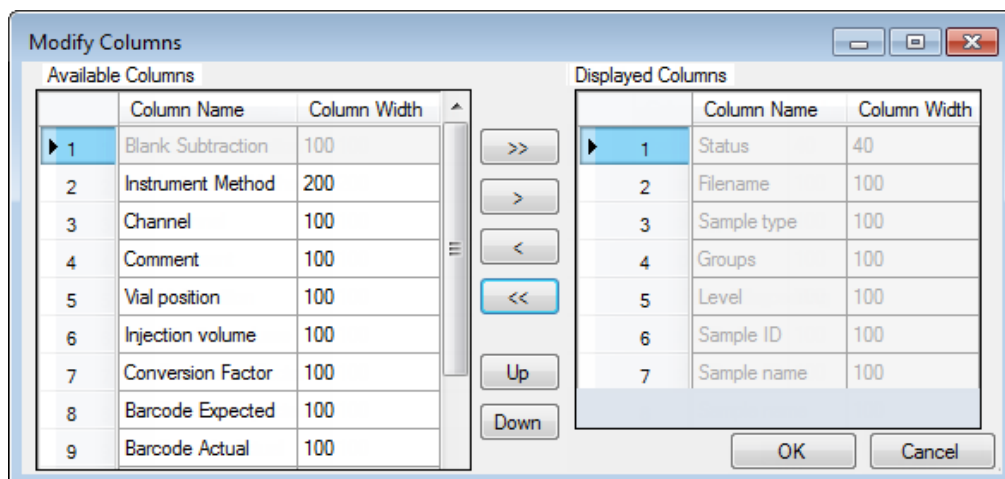 Modify Columns
Available Columns
Column Name Column Width
1 Blank Subtraction 100
2 Instrument Method 200
3 Channel 100
4 Comment 100
5 Vial position 100
6 Injection volume 100
7 Conversion Factor 100
8 Barcode Expected 100
9 Barcode Actual 100
>>
>
<
<<
Up
Down
Displayed Columns
Column Name Column Width
1 Status 40
2 Filename 100
3 Sample type 100
4 Groups 100
5 Level 100
6 Sample ID 100
7 Sample name 100
OK Cancel